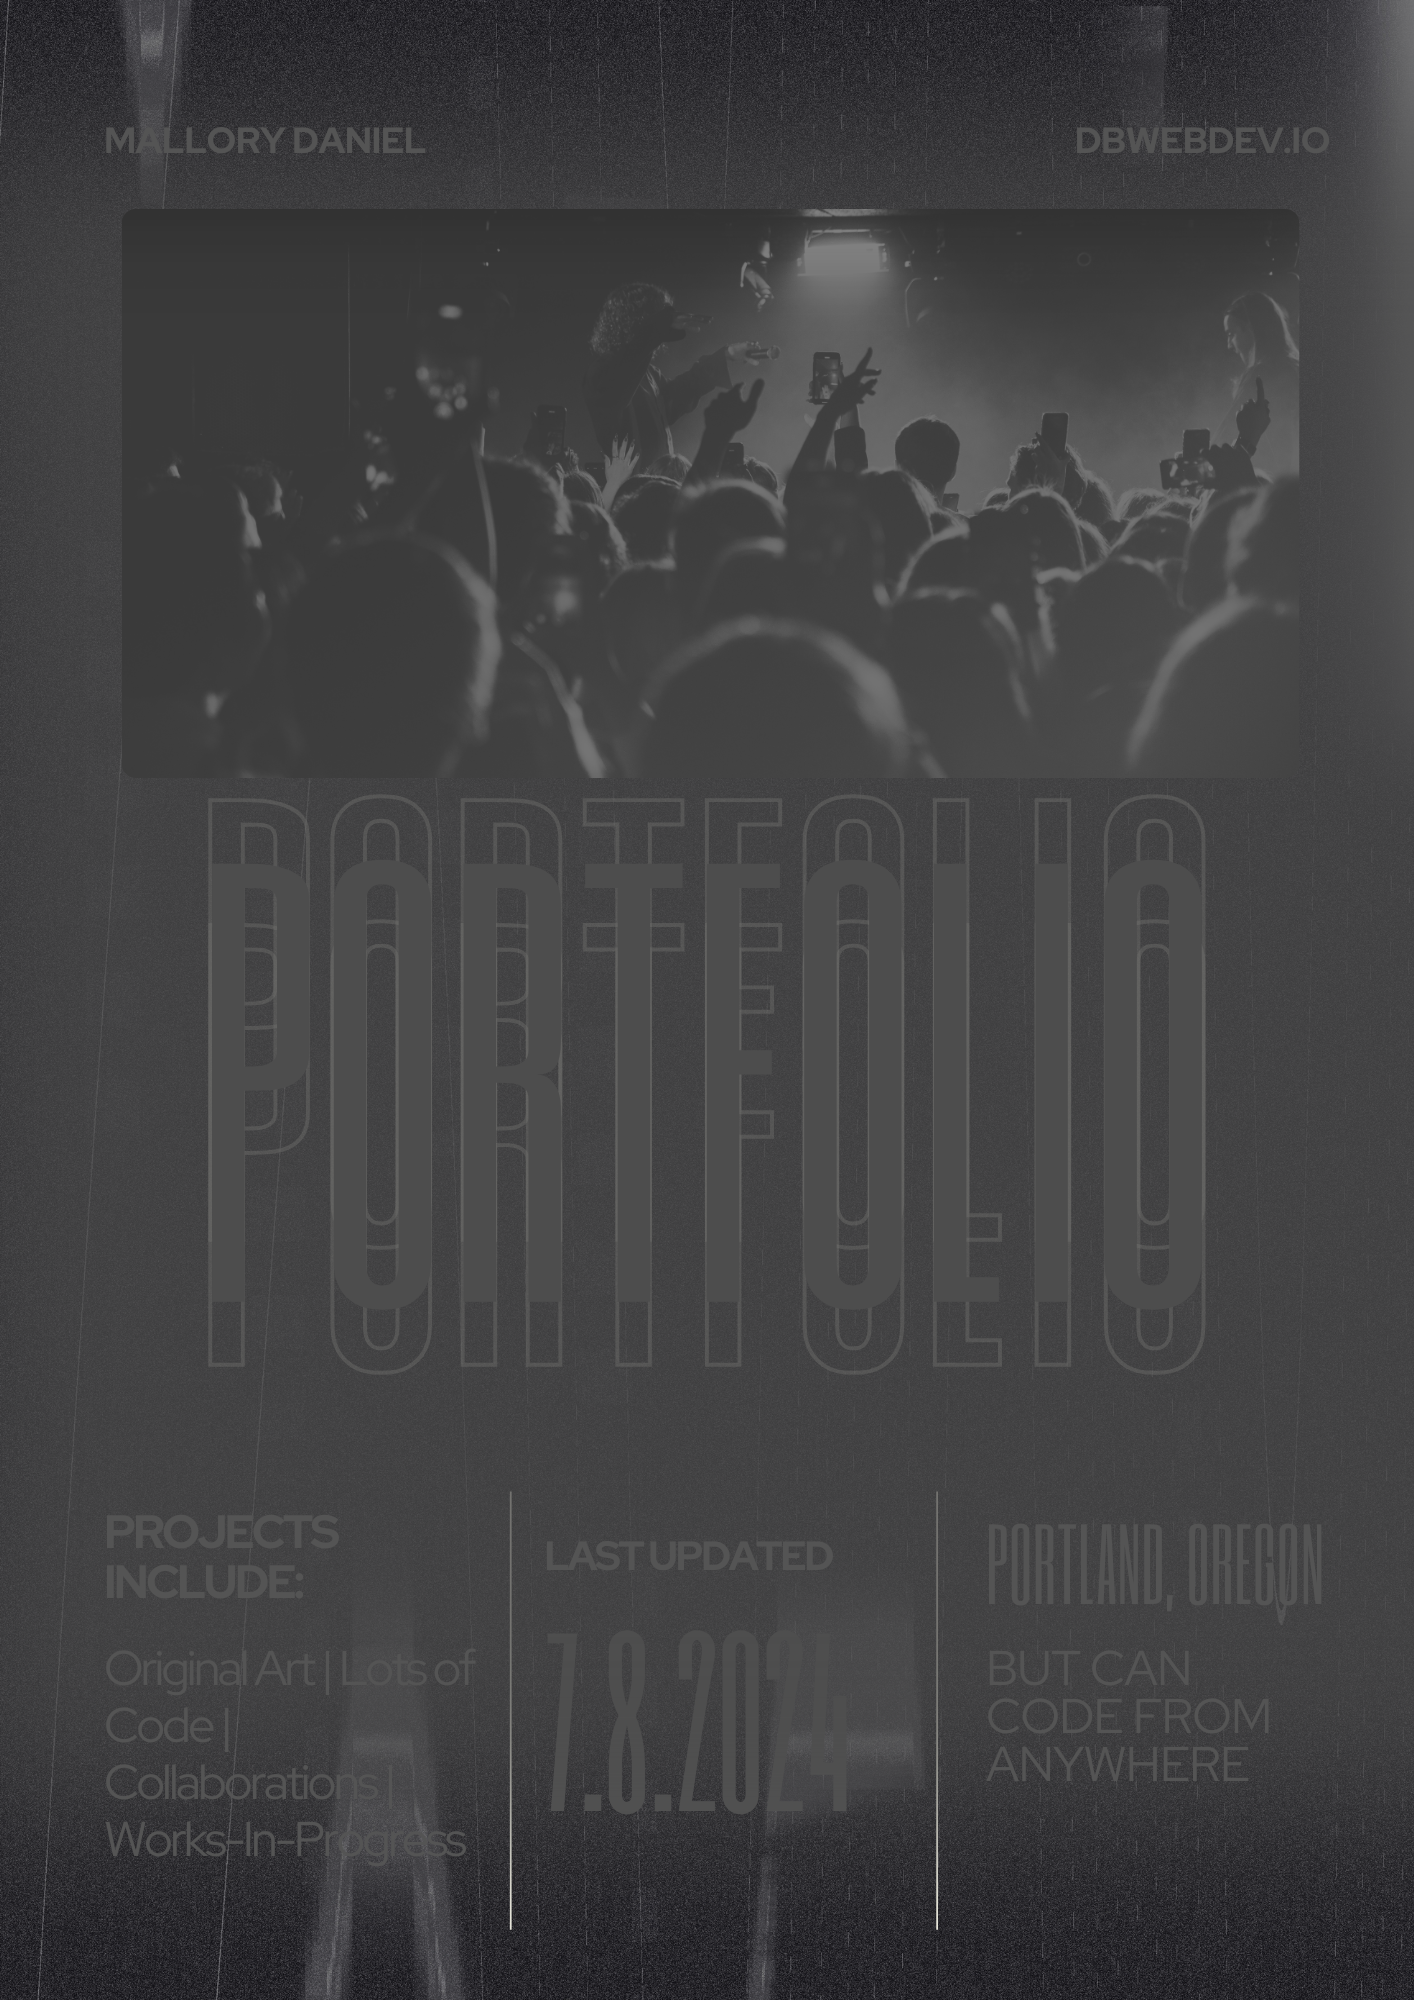 MALLORY DANIEL
DBWEBDEV.IO
PORTFOLIO
PROJECTS
INCLUDE:
Original Art | Lots of
Code |
Collaborations |
Works-In-Progress
LAST UPDATED
7.8.2024
PORTLAND, OREGON
BUT CAN
CODE FROM
ANYWHERE